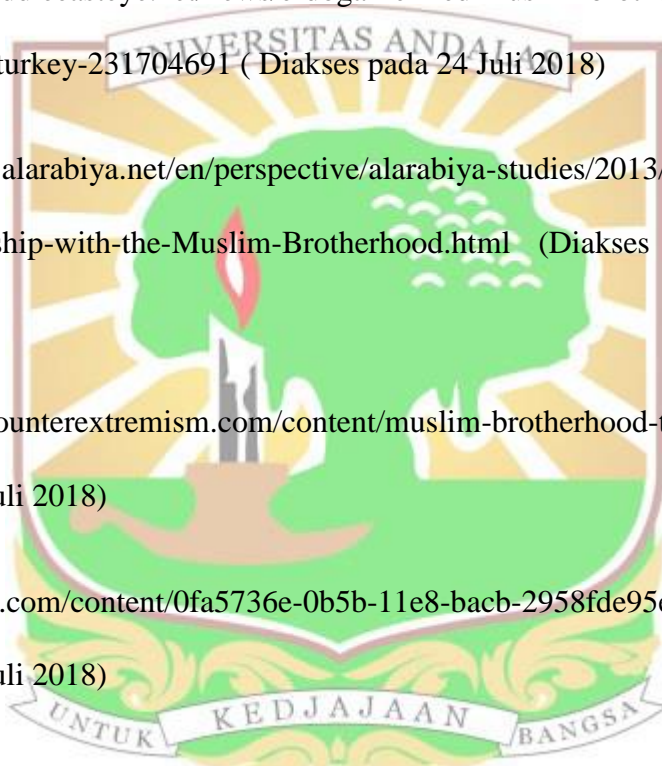 UNIVERSITAS ANDALAS
turkey-231704691 ( Diakses pada 24 Juli 2018)
alarabiya.net/en/perspective/alarabiya-studies/2013/
ship-with-the-Muslim-Brotherhood.html (Diakses
ounterextremism.com/content/muslim-brotherhood-t
uli 2018)
.com/content/0fa5736e-0b5b-11e8-bacb-2958fde95e
uli 2018)
UNTUK KEDJAJAAN BANGSA